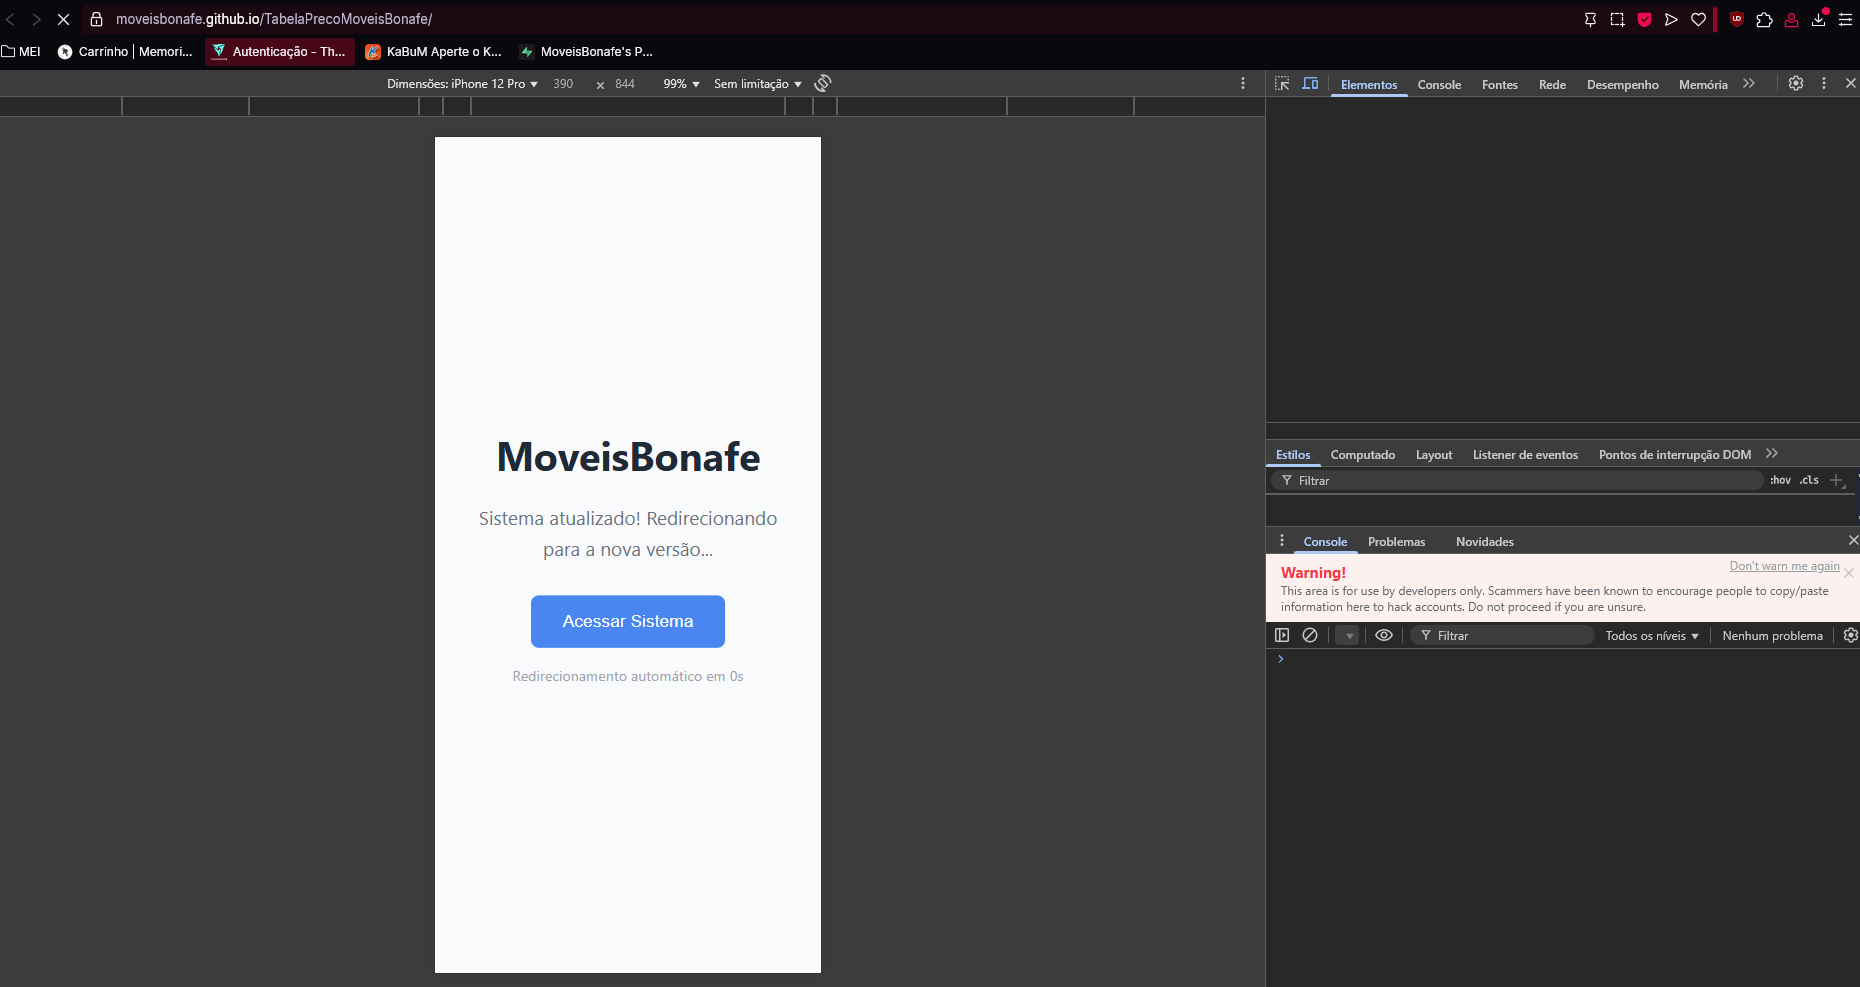 moveisbonafe.github.io/TabelaPrecoMoveisBonafe/
MEI
Carrinho | Memori...
Autenticação - Th...
KaBuM Aperte o K...
MoveisBonafe's P...
Dimensões: iPhone 12 Pro
390
x
844
99%
Sem limitação
Elementos
Console
Fontes
Rede
Desempenho
Memória
MoveisBonafe
Sistema atualizado! Redirecionando
para a nova versão...
Acessar Sistema
Redirecionamento automático em 0s
Estilos
Computado
Layout
Listener de eventos
Pontos de interrupção DOM
Filtrar
:hov
.cls
Console
Problemas
Novidades
Warning!
Don't warn me again
This area is for use by developers only. Scammers have been known to encourage people to copy/paste
information here to hack accounts. Do not proceed if you are unsure.
Filtrar
Todos os níveis
Nenhum problema